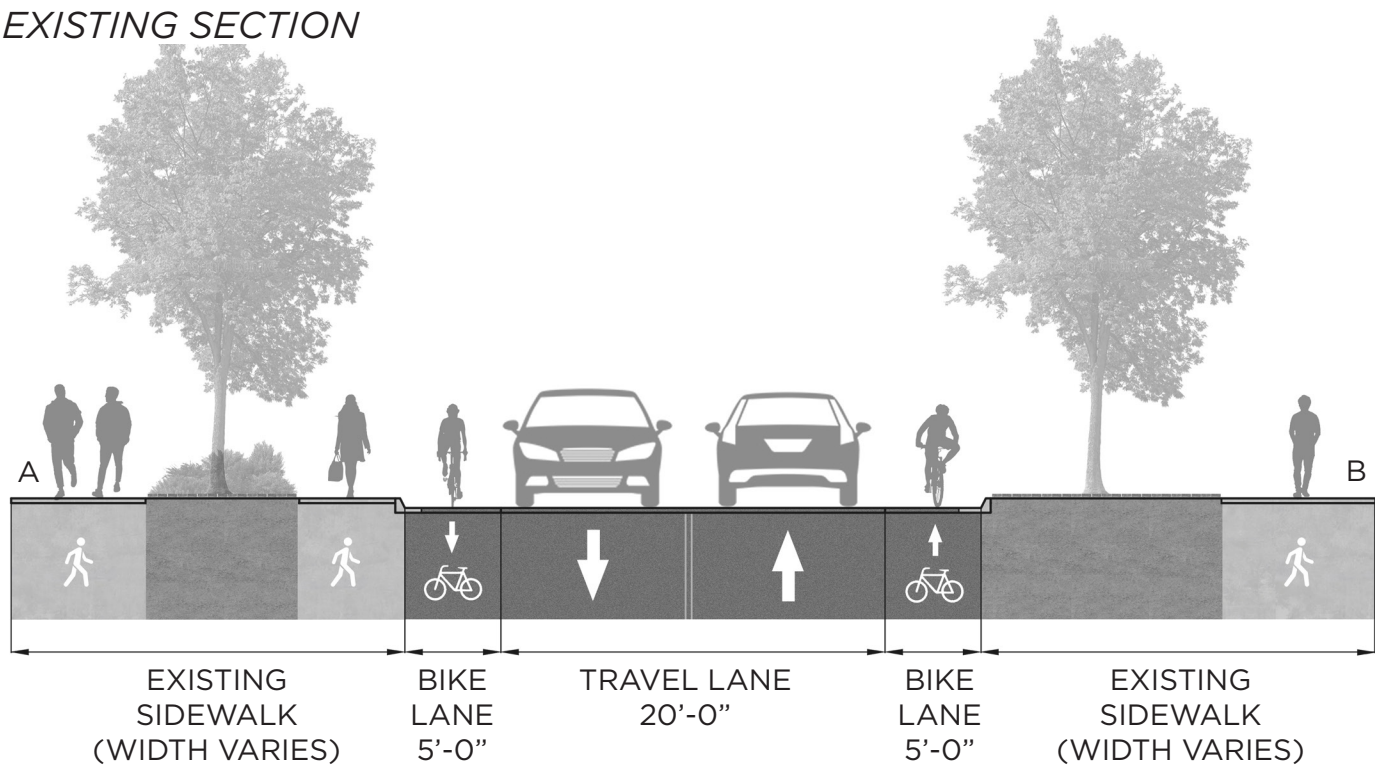 EXISTING SECTION
A
B
EXISTING
SIDEWALK
(WIDTH VARIES)
BIKE
LANE
5’-0”
TRAVEL LANE
20’-0”
BIKE
LANE
5’-0”
EXISTING
SIDEWALK
(WIDTH VARIES)